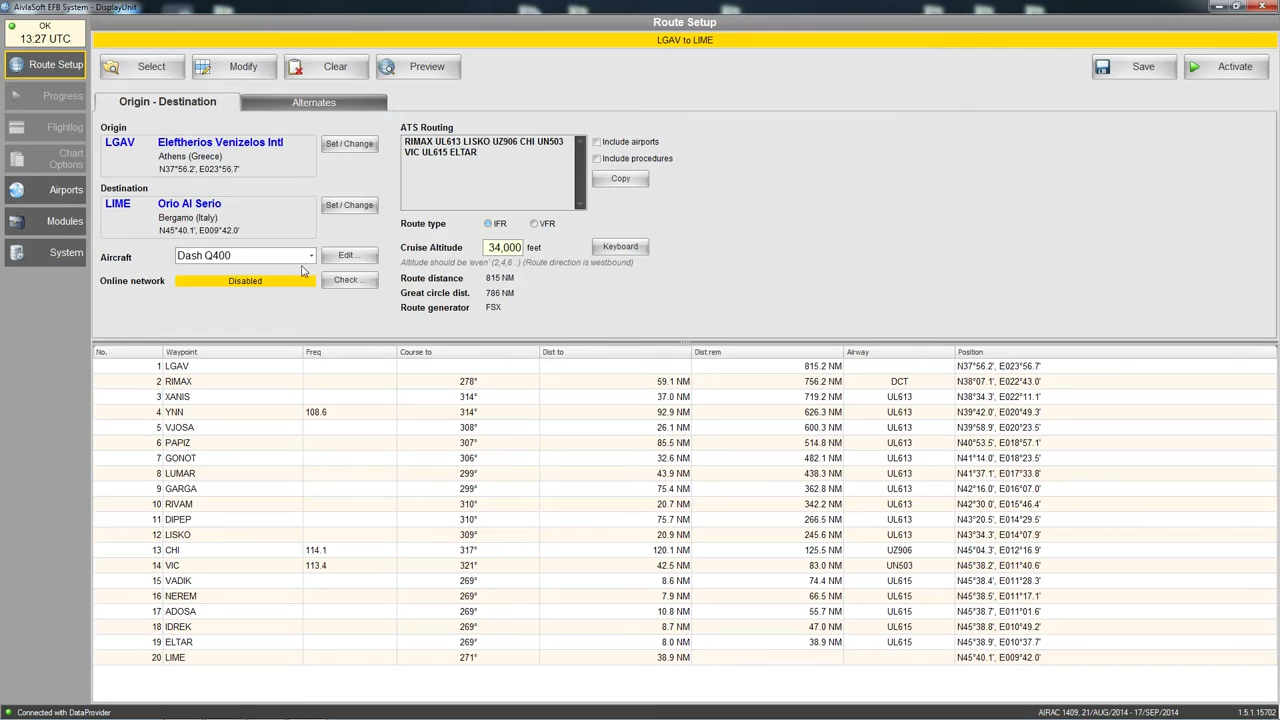 AivlaSoft EFB System - DisplayUnit
OK
13:27 UTC
Route Setup
LGAV to LIME
Route Setup
Progress
Flightlog
Chart
Options
Airports
Modules
System
Select
Modify
Clear
Preview
Save
Activate
Origin - Destination
Alternates
Origin
LGAV Eleftherios Venizelos Intl
Athens (Greece)
N37°56.2', E023°56.7'
Set / Change
Destination
LIME Orio Al Serio
Bergamo (Italy)
N45°40.1', E009°42.0'
Set / Change
Aircraft Dash Q400 Edit ...
Online network Disabled Check ...
ATS Routing
RIMAX UL613 LISKO UZ906 CHI UN503
VIC UL615 ELTAR
Include airports
Include procedures
Copy
Route type IFR VFR
Cruise Altitude 34,000 feet Keyboard
Altitude should be 'even' (2,4,6...) (Route direction is westbound)
Route distance 815 NM
Great circle dist. 786 NM
Route generator FSX
No. Waypoint Freq Course to Dist to Dist rem Airway Position
1 LGAV 815.2 NM N37°56.2', E023°56.7'
2 RIMAX 278° 59.1 NM 756.2 NM DCT N38°07.1', E022°43.0'
3 XANIS 314° 37.0 NM 719.2 NM UL613 N38°34.3', E022°11.1'
4 YNN 108.6 314° 92.9 NM 626.3 NM UL613 N39°42.0', E020°49.3'
5 VJOSA 308° 26.1 NM 600.3 NM UL613 N39°58.9', E020°23.5'
6 PAPIZ 307° 85.5 NM 514.8 NM UL613 N40°53.5', E018°57.1'
7 GONOT 306° 32.6 NM 482.1 NM UL613 N41°14.0', E018°23.5'
8 LUMAR 299° 43.9 NM 438.3 NM UL613 N41°37.1', E017°33.8'
9 GARGA 299° 75.4 NM 362.8 NM UL613 N42°16.0', E016°07.0'
10 RIVAM 310° 20.7 NM 342.2 NM UL613 N42°30.0', E015°46.4'
11 DIPEP 310° 75.7 NM 266.5 NM UL613 N43°20.5', E014°29.5'
12 LISKO 309° 20.9 NM 245.6 NM UL613 N43°34.3', E014°07.9'
13 CHI 114.1 317° 120.1 NM 125.5 NM UZ906 N45°04.3', E012°16.9'
14 VIC 113.4 321° 42.5 NM 83.0 NM UN503 N45°38.2', E011°40.6'
15 VADIK 269° 8.6 NM 74.4 NM UL615 N45°38.4', E011°28.3'
16 NEREM 269° 7.9 NM 66.5 NM UL615 N45°38.5', E011°17.1'
17 ADOSA 269° 10.8 NM 55.7 NM UL615 N45°38.7', E011°01.6'
18 IDREK 269° 8.7 NM 47.0 NM UL615 N45°38.8', E010°49.2'
19 ELTAR 269° 8.0 NM 38.9 NM UL615 N45°38.9', E010°37.7'
20 LIME 271° 38.9 NM N45°40.1', E009°42.0'
Connected with DataProvider
AIRAC 1409, 21/AUG/2014 - 17/SEP/2014
1.5.1.15702